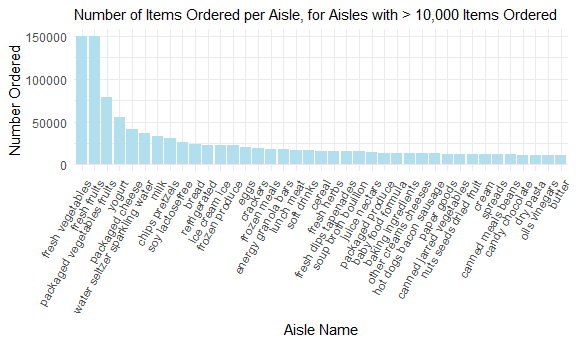 Number of Items Ordered per Aisle, for Aisles with > 10,000 Items Ordered
Number Ordered
150000
100000
50000
0
fresh vegetables
fresh fruits
packaged vegetables fruits
yogurt
packaged cheese
water seltzer sparkling water
milk
chips pretzels
soy lactosefree
bread
refrigerated
ice cream ice
frozen produce
eggs
crackers
frozen meals
energy granola bars
lunch meat
soft drinks
cereal
fresh herbs
fresh dips tapenades
soup broth bouillon
juice nectars
packaged produce
baby food formula
baking ingredients
other creams cheeses
hot dogs bacon sausage
paper goods
canned jarred vegetables
nuts seeds dried fruit
cream
spreads
canned meals beans
candy chocolate
dry pasta
oils vinegars
butter
Aisle Name